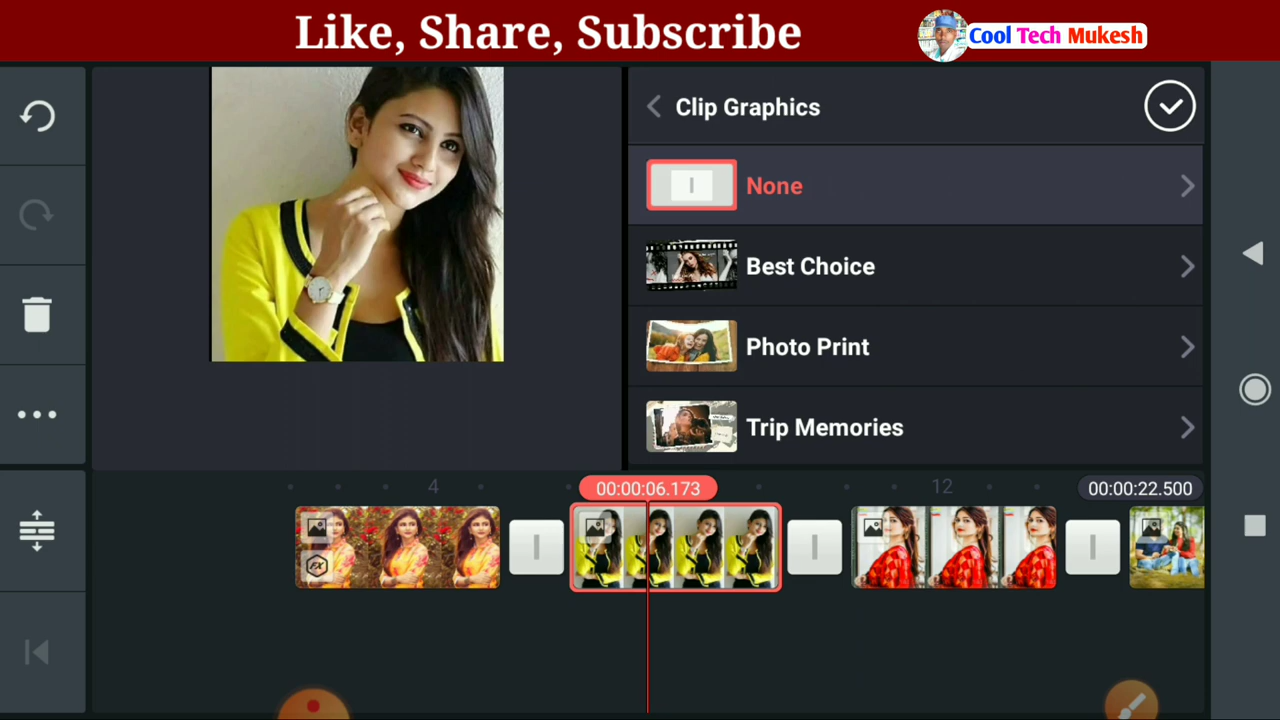 Like, Share, Subscribe
Cool Tech Mukesh
Clip Graphics
None
Best Choice
Photo Print
Trip Memories
4
00:00:06.173
12
00:00:22.500
FX